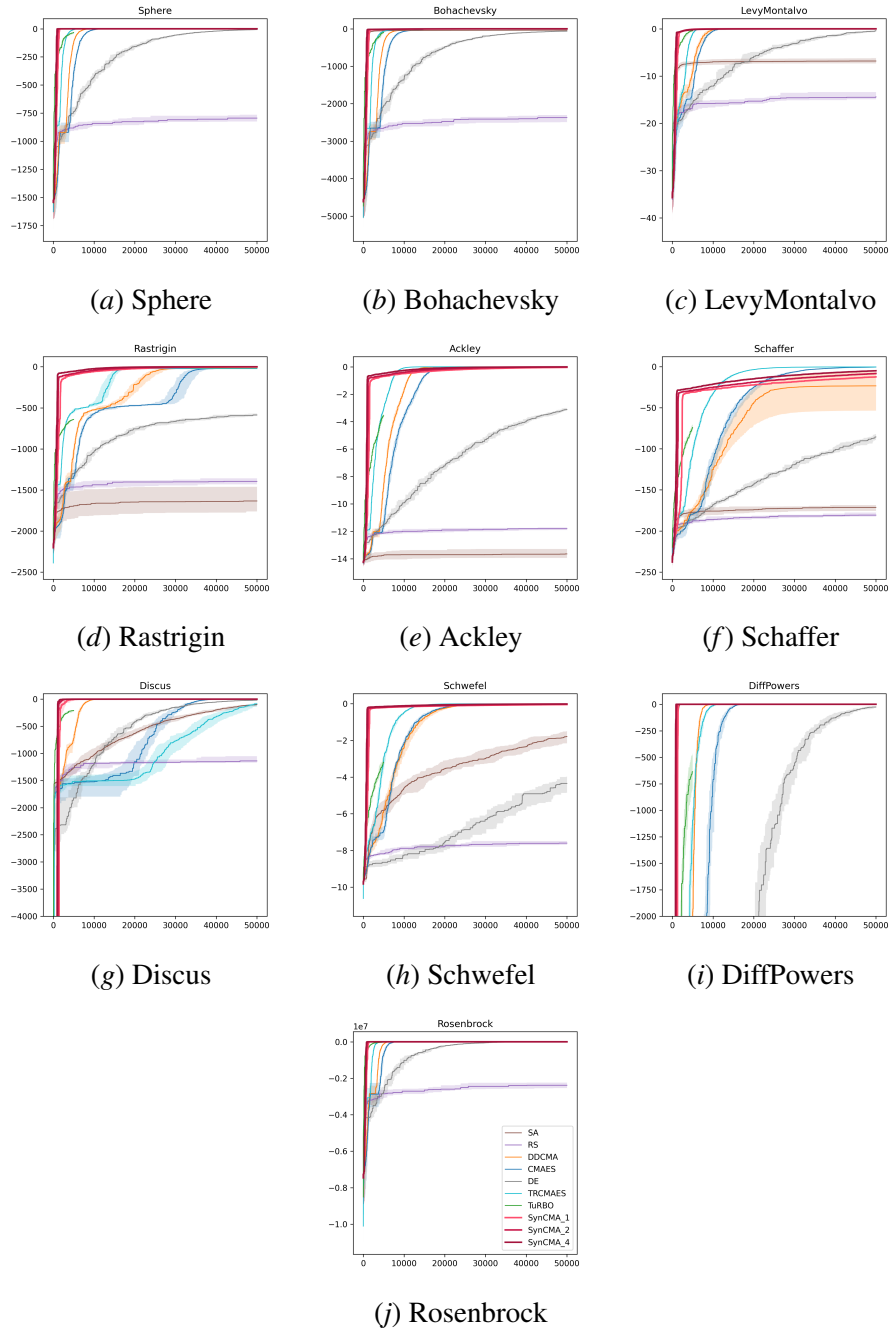 Sphere
0
−250
−500
−750
−1000
−1250
−1500
−1750
0 10000 20000 30000 40000 50000
(a) Sphere
Bohachevsky
0
−1000
−2000
−3000
−4000
−5000
0 10000 20000 30000 40000 50000
(b) Bohachevsky
LevyMontalvo
0
−10
−20
−30
−40
0 10000 20000 30000 40000 50000
(c) LevyMontalvo
Rastrigin
0
−500
−1000
−1500
−2000
−2500
0 10000 20000 30000 40000 50000
(d) Rastrigin
Ackley
0
−2
−4
−6
−8
−10
−12
−14
0 10000 20000 30000 40000 50000
(e) Ackley
Schaffer
0
−50
−100
−150
−200
−250
0 10000 20000 30000 40000 50000
(f) Schaffer
Discus
0
−500
−1000
−1500
−2000
−2500
−3000
−3500
−4000
0 10000 20000 30000 40000 50000
(g) Discus
Schwefel
0
−2
−4
−6
−8
−10
0 10000 20000 30000 40000 50000
(h) Schwefel
DiffPowers
0
−250
−500
−750
−1000
−1250
−1500
−1750
−2000
0 10000 20000 30000 40000 50000
(i) DiffPowers
Rosenbrock
1e7
0.0
−0.2
−0.4
−0.6
−0.8
−1.0
0 10000 20000 30000 40000 50000
SA
RS
DDCMA
CMAES
DE
TRCMAES
TuRBO
SynCMA_1
SynCMA_2
SynCMA_4
(j) Rosenbrock